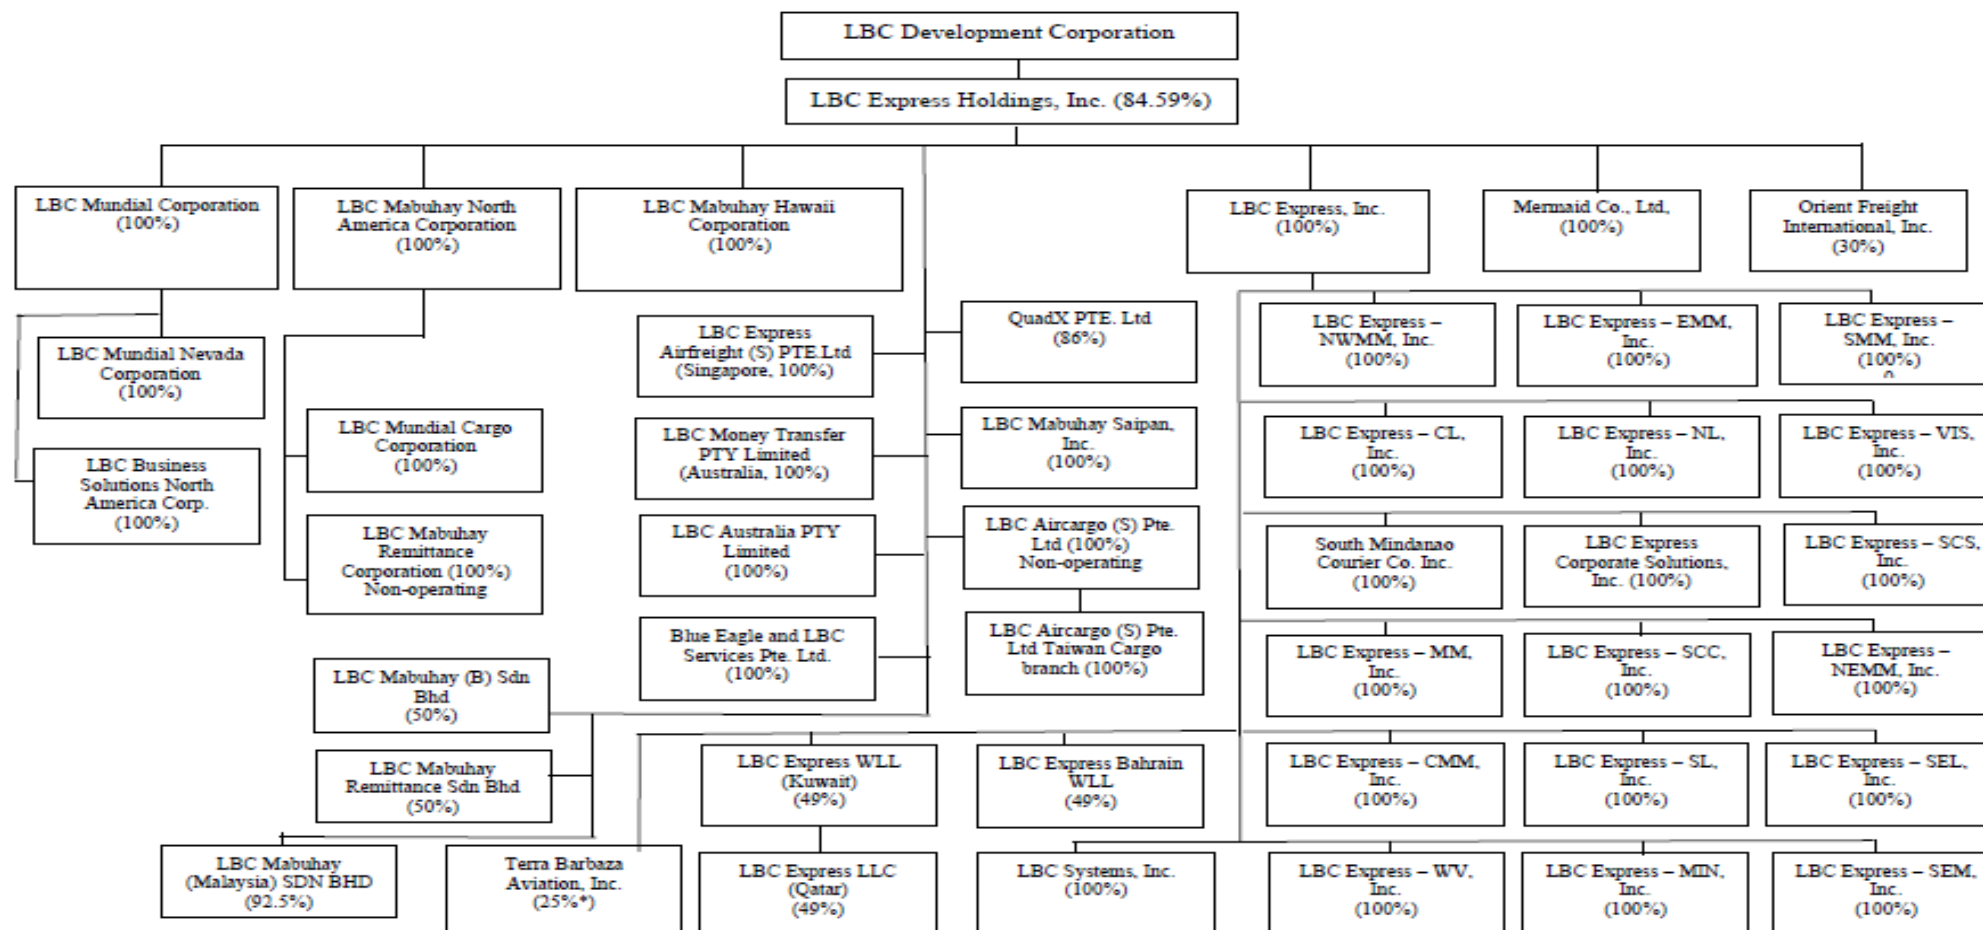 LBC Development Corporation
LBC Express Holdings, Inc. (84.59%)
LBC Mundial Corporation
(100%)
LBC Mabuhay North
America Corporation
(100%)
LBC Mabuhay Hawaii
Corporation
(100%)
LBC Express, Inc.
(100%)
Mermaid Co., Ltd,
(100%)
Orient Freight
International, Inc.
(30%)
LBC Mundial Nevada
Corporation
(100%)
LBC Business
Solutions North
America Corp.
(100%)
LBC Mundial Cargo
Corporation
(100%)
LBC Mabuhay
Remittance
Corporation (100%)
Non-operating
LBC Express
Airfreight (S) PTE.Ltd
(Singapore, 100%)
LBC Money Transfer
PTY Limited
(Australia, 100%)
LBC Australia PTY
Limited
(100%)
Blue Eagle and LBC
Services Pte. Ltd.
(100%)
QuadX PTE. Ltd
(86%)
LBC Mabuhay Saipan,
Inc.
(100%)
LBC Aircargo (S) Pte.
Ltd (100%)
Non-operating
LBC Aircargo (S) Pte.
Ltd Taiwan Cargo
branch (100%)
LBC Mabuhay (B) Sdn
Bhd
(50%)
LBC Mabuhay
Remittance Sdn Bhd
(50%)
LBC Mabuhay
(Malaysia) SDN BHD
(92.5%)
Terra Barbaza
Aviation, Inc.
(25%*)
LBC Express WLL
(Kuwait)
(49%)
LBC Express Bahrain
WLL
(49%)
LBC Express LLC
(Qatar)
(49%)
LBC Systems, Inc.
(100%)
LBC Express –
NWMM, Inc.
(100%)
LBC Express – EMM,
Inc.
(100%)
LBC Express –
SMM, Inc.
(100%)
LBC Express – CL,
Inc.
(100%)
LBC Express – NL,
Inc.
(100%)
LBC Express – VIS,
Inc.
(100%)
South Mindanao
Courier Co. Inc.
(100%)
LBC Express
Corporate Solutions,
Inc. (100%)
LBC Express – SCS,
Inc.
(100%)
LBC Express – MM,
Inc.
(100%)
LBC Express – SCC,
Inc.
(100%)
LBC Express –
NEMM, Inc.
(100%)
LBC Express – CMM,
Inc.
(100%)
LBC Express – SL,
Inc.
(100%)
LBC Express – SEL,
Inc.
(100%)
LBC Express – WV,
Inc.
(100%)
LBC Express – MIN,
Inc.
(100%)
LBC Express – SEM,
Inc.
(100%)